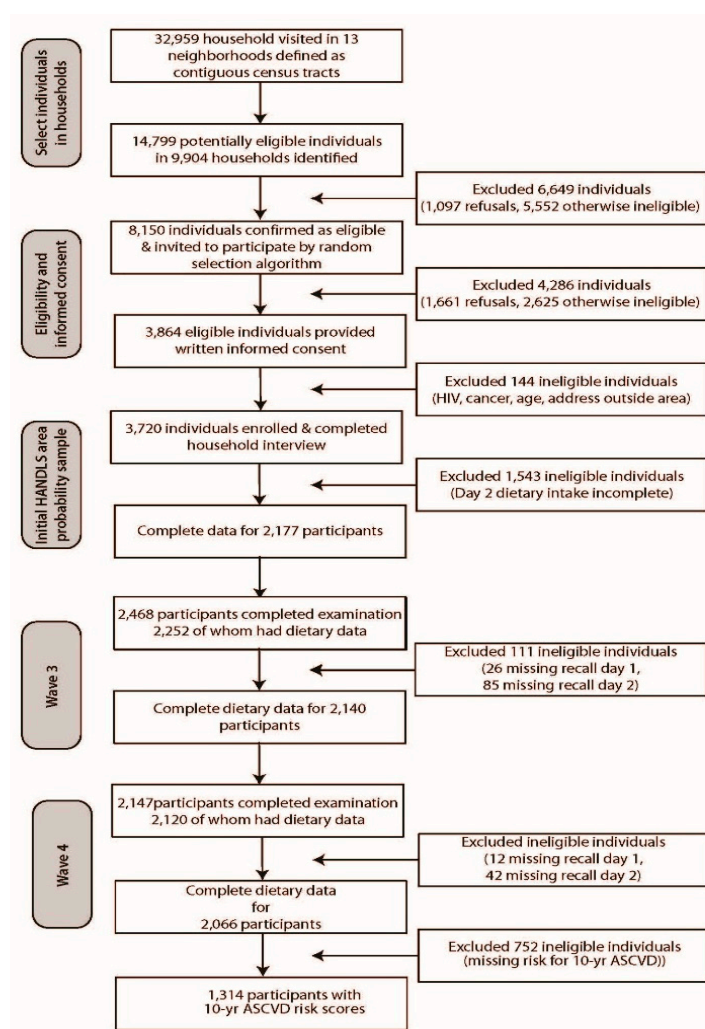 Select individuals
in households
32,959 household visited in 13
neighborhoods defined as
contiguous census tracts
14,799 potentially eligible individuals
in 9,904 households identified
Excluded 6,649 individuals
(1,097 refusals, 5,552 otherwise ineligible)
Eligibility and
informed consent
8,150 individuals confirmed as eligible
& invited to participate by random
selection algorithm
Excluded 4,286 individuals
(1,661 refusals, 2,625 otherwise ineligible)
3,864 eligible individuals provided
written informed consent
Excluded 144 ineligible individuals
(HIV, cancer, age, address outside area)
Initial HANDLS area
probability sample
3,720 individuals enrolled & completed
household interview
Excluded 1,543 ineligible individuals
(Day 2 dietary intake incomplete)
Complete data for 2,177 participants
Wave 3
2,468 participants completed examination
2,252 of whom had dietary data
Excluded 111 ineligible individuals
(26 missing recall day 1,
85 missing recall day 2)
Complete dietary data for 2,140
participants
Wave 4
2,147participants completed examination
2,120 of whom had dietary data
Excluded ineligible individuals
(12 missing recall day 1,
42 missing recall day 2)
Complete dietary data
for
2,066 participants
Excluded 752 ineligible individuals
(missing risk for 10-yr ASCVD))
1,314 participants with
10-yr ASCVD risk scores